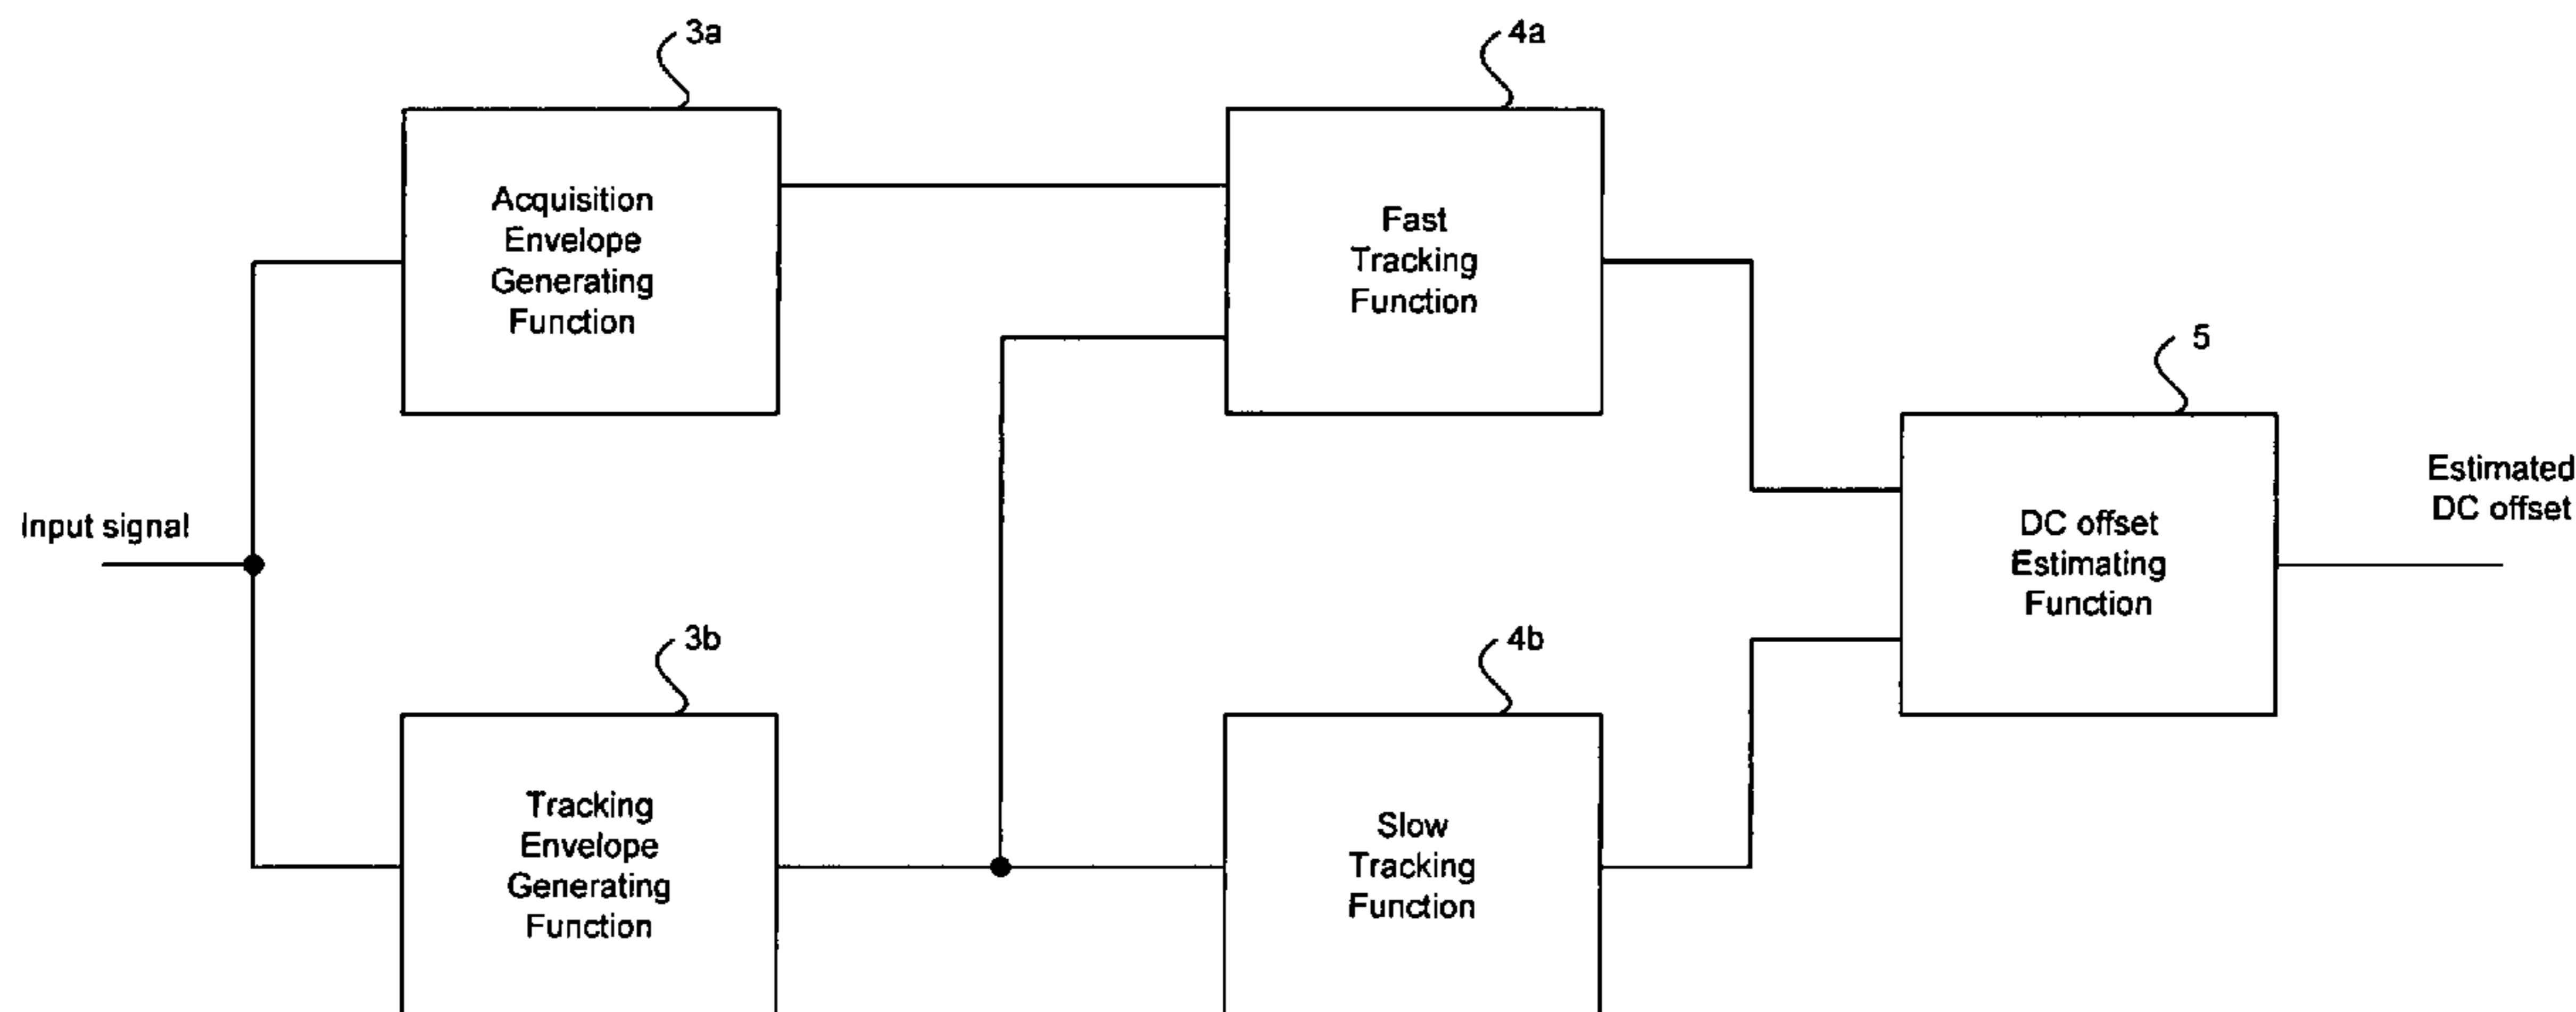 3a
4a
Acquisition
Envelope
Generating
Function
Fast
Tracking
Function
5
Input signal
DC offset
Estimating
Function
Estimated
DC offset
3b
4b
Tracking
Envelope
Generating
Function
Slow
Tracking
Function